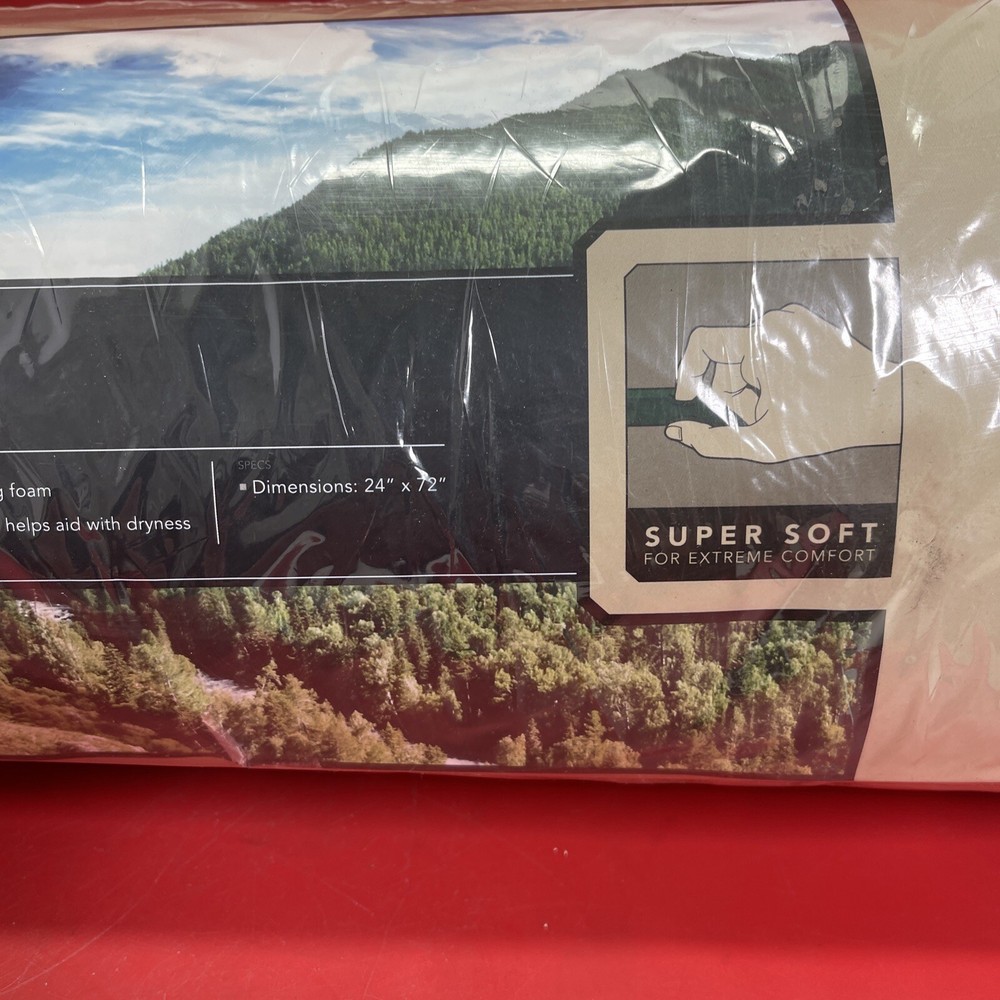 SPECS
foam
▪ Dimensions: 24” x 72”
helps aid with dryness
SUPER SOFT
FOR EXTREME COMFORT